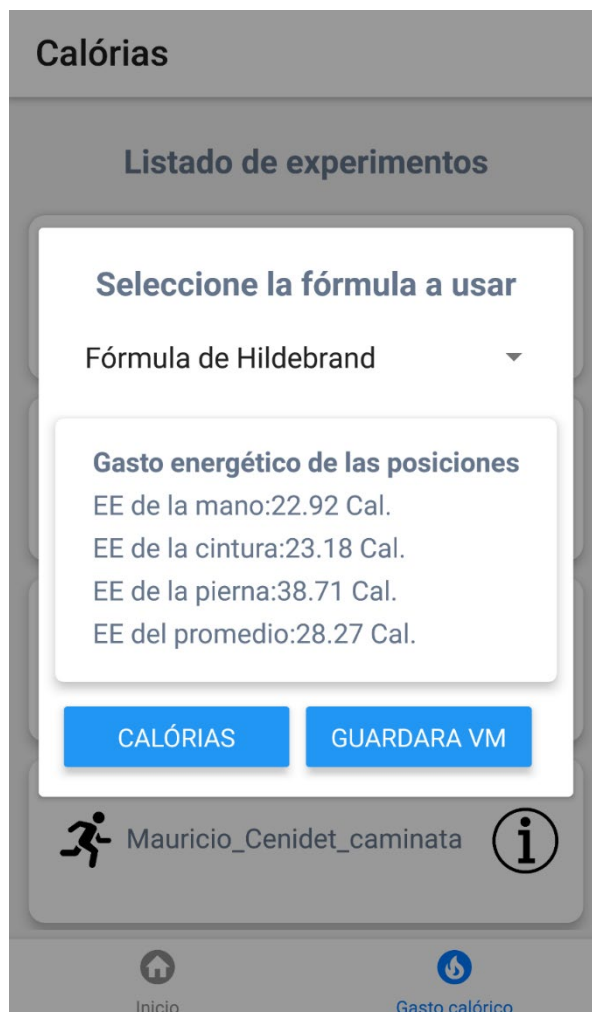 Calórias
Listado de experimentos
Seleccione la fórmula a usar
Fórmula de Hildebrand
Gasto energético de las posiciones
EE de la mano:22.92 Cal.
EE de la cintura:23.18 Cal.
EE de la pierna:38.71 Cal.
EE del promedio:28.27 Cal.
CALÓRIAS GUARDARA VM
Mauricio_Cenidet_caminata
Inicio Gasto calórico